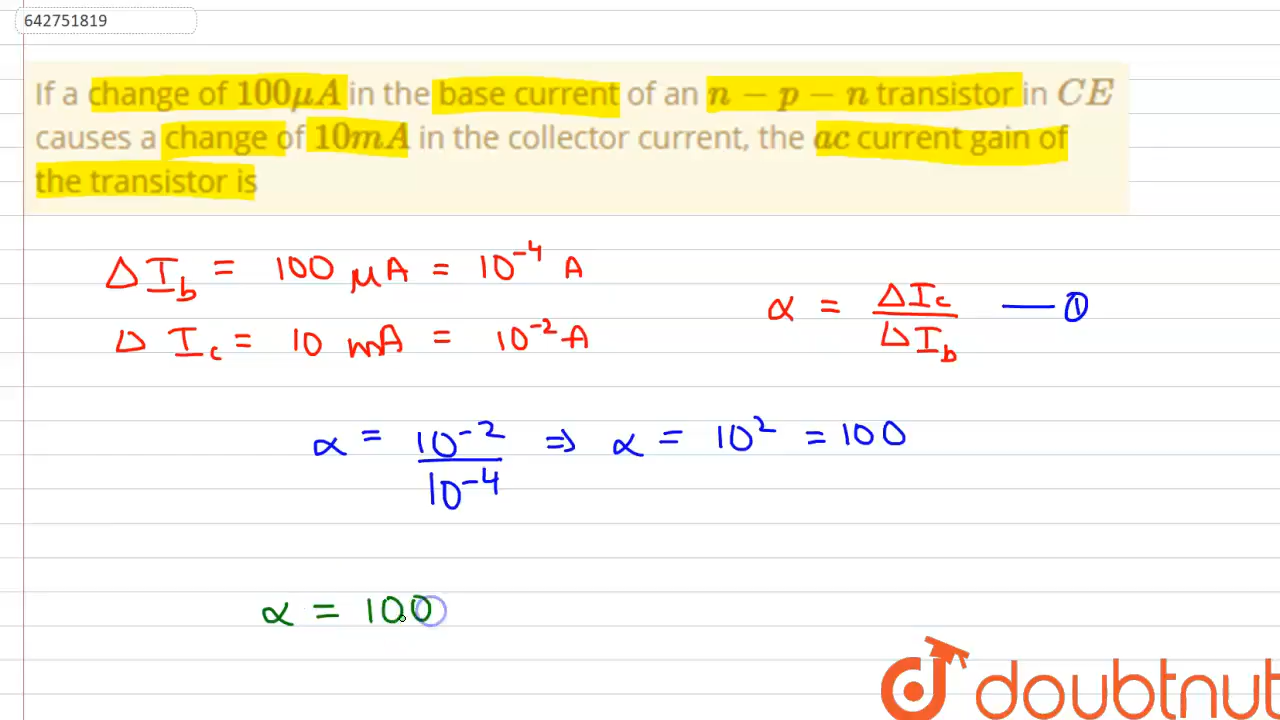 642751819
If a change of 100μA in the base current of an n − p − n transistor in CE
causes a change of 10mA in the collector current, the ac current gain of
the transistor is
Δ I_b = 100 μA = 10^-4 A
Δ I_c = 10 mA = 10^-2 A
α = ΔI_c / ΔI_b — ①
α = 10^-2 / 10^-4 ⇒ α = 10^2 = 100
α = 100
doubtnut